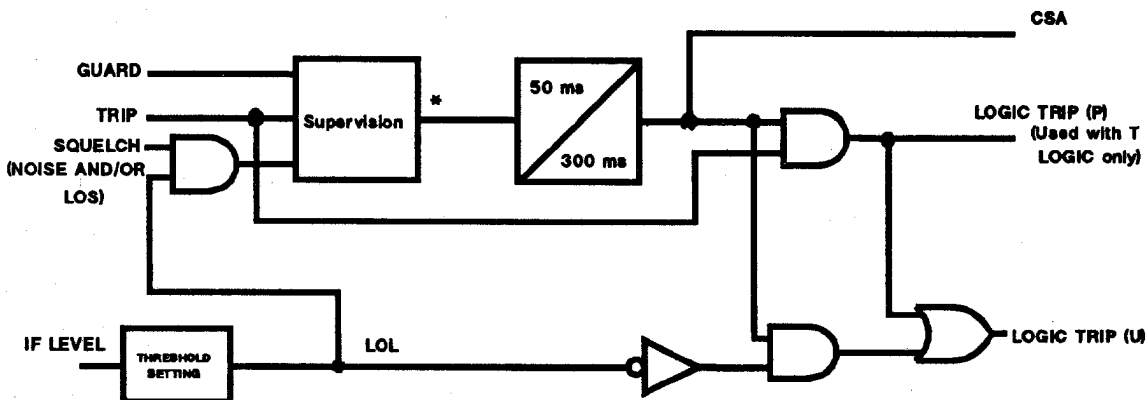 CSA
GUARD
TRIP
SQUELCH
(NOISE AND/OR
LOS)
Supervision
*
50 ms
300 ms
LOGIC TRIP (P)
(Used with T
LOGIC only)
IF LEVEL
THRESHOLD
SETTING
LOL
LOGIC TRIP (U)